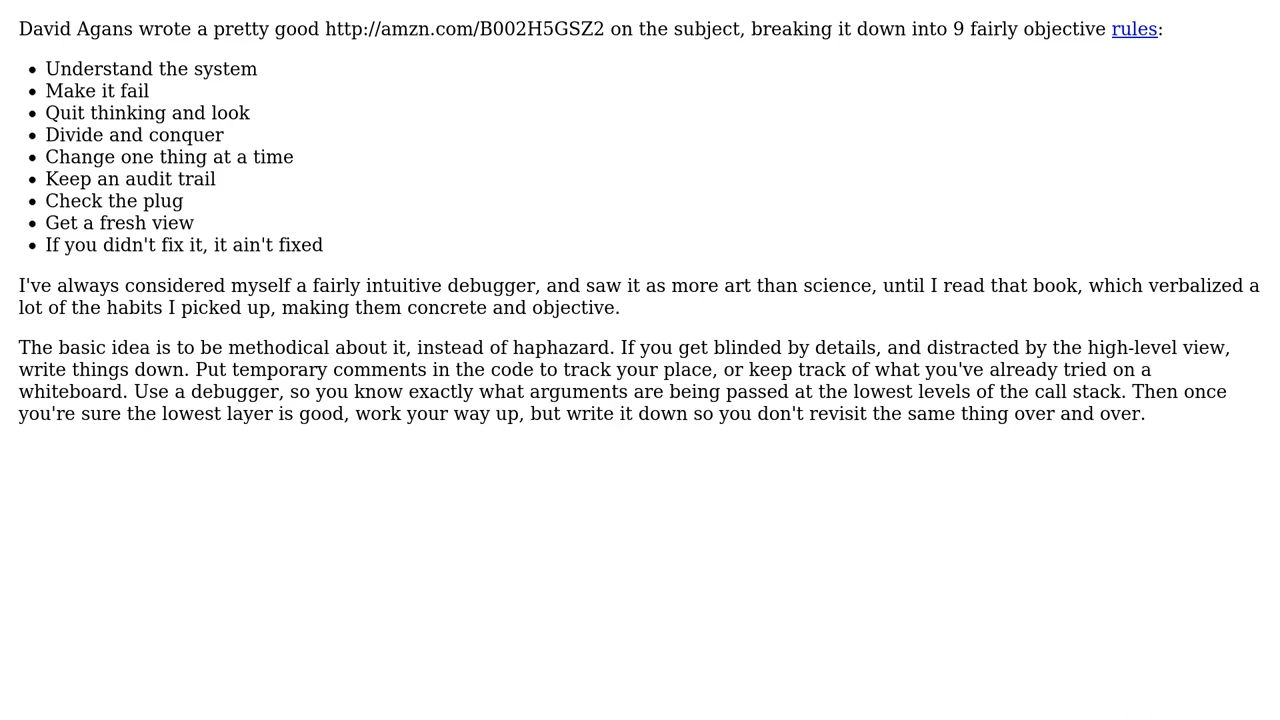 David Agans wrote a pretty good http://amzn.com/B002H5GSZ2 on the subject, breaking it down into 9 fairly objective rules:
• Understand the system
• Make it fail
• Quit thinking and look
• Divide and conquer
• Change one thing at a time
• Keep an audit trail
• Check the plug
• Get a fresh view
• If you didn't fix it, it ain't fixed
I've always considered myself a fairly intuitive debugger, and saw it as more art than science, until I read that book, which verbalized a
lot of the habits I picked up, making them concrete and objective.
The basic idea is to be methodical about it, instead of haphazard. If you get blinded by details, and distracted by the high-level view,
write things down. Put temporary comments in the code to track your place, or keep track of what you've already tried on a
whiteboard. Use a debugger, so you know exactly what arguments are being passed at the lowest levels of the call stack. Then once
you're sure the lowest layer is good, work your way up, but write it down so you don't revisit the same thing over and over.